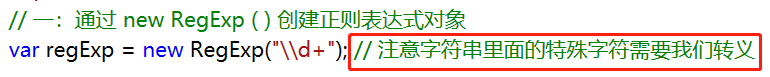 // 一：通过 new RegExp ( ) 创建正则表达式对象
var regExp = new RegExp("\\d+"); // 注意字符串里面的特殊字符需要我们转义